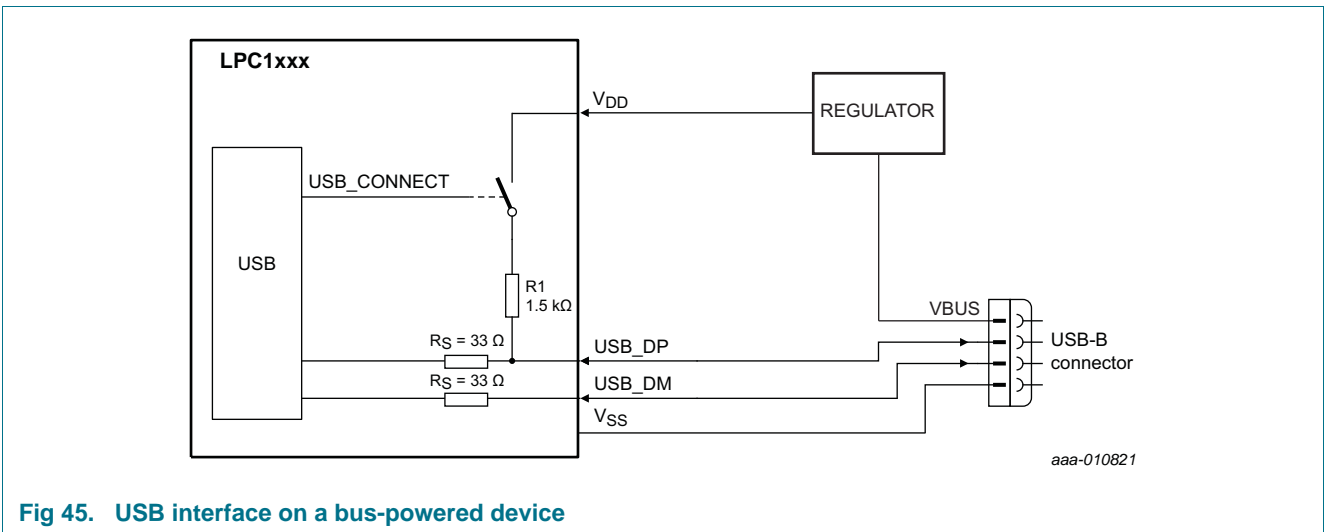 LPC1xxx
VDD
REGULATOR
USB_CONNECT
USB
R1
1.5 kΩ
VBUS
RS = 33 Ω
USB_DP
USB-B
connector
RS = 33 Ω
USB_DM
VSS
aaa-010821
Fig 45. USB interface on a bus-powered device